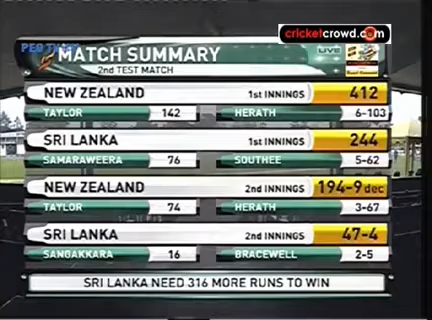 cricketcrowd.com
MATCH SUMMARY
LIVE
2nd TEST MATCH
NEW ZEALAND 1st INNINGS 412
TAYLOR 142 HERATH 6-103
SRI LANKA 1st INNINGS 244
SAMARAWEERA 76 SOUTHEE 5-62
NEW ZEALAND 2nd INNINGS 194-9 dec
TAYLOR 74 HERATH 3-67
SRI LANKA 2nd INNINGS 47-4
SANGAKKARA 16 BRACEWELL 2-5
SRI LANKA NEED 316 MORE RUNS TO WIN